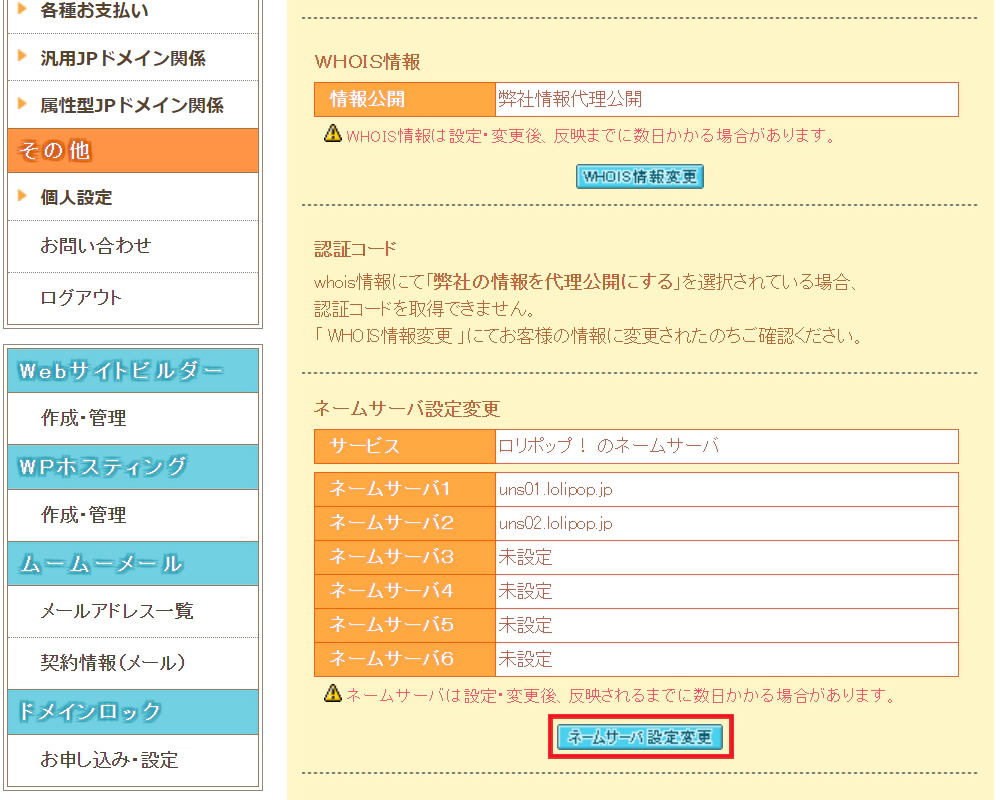 各種お支払い
汎用JPドメイン関係
属性型JPドメイン関係
その他
個人設定
お問い合わせ
ログアウト
Webサイトビルダー
作成・管理
WPホスティング
作成・管理
ムームーメール
メールアドレス一覧
契約情報(メール)
ドメインロック
お申し込み・設定
WHOIS情報
情報公開 弊社情報代理公開
WHOIS情報は設定・変更後、反映までに数日かかる場合があります。
WHOIS情報変更
認証コード
whois情報にて「弊社の情報を代理公開にする」を選択されている場合、
認証コードを取得できません。
「 WHOIS情報変更 」にてお客様の情報に変更されたのちご確認ください。
ネームサーバ設定変更
サービス ロリポップ! のネームサーバ
ネームサーバ1 uns01.lolipop.jp
ネームサーバ2 uns02.lolipop.jp
ネームサーバ3 未設定
ネームサーバ4 未設定
ネームサーバ5 未設定
ネームサーバ6 未設定
ネームサーバは設定・変更後、反映されるまでに数日かかる場合があります。
ネームサーバ設定変更